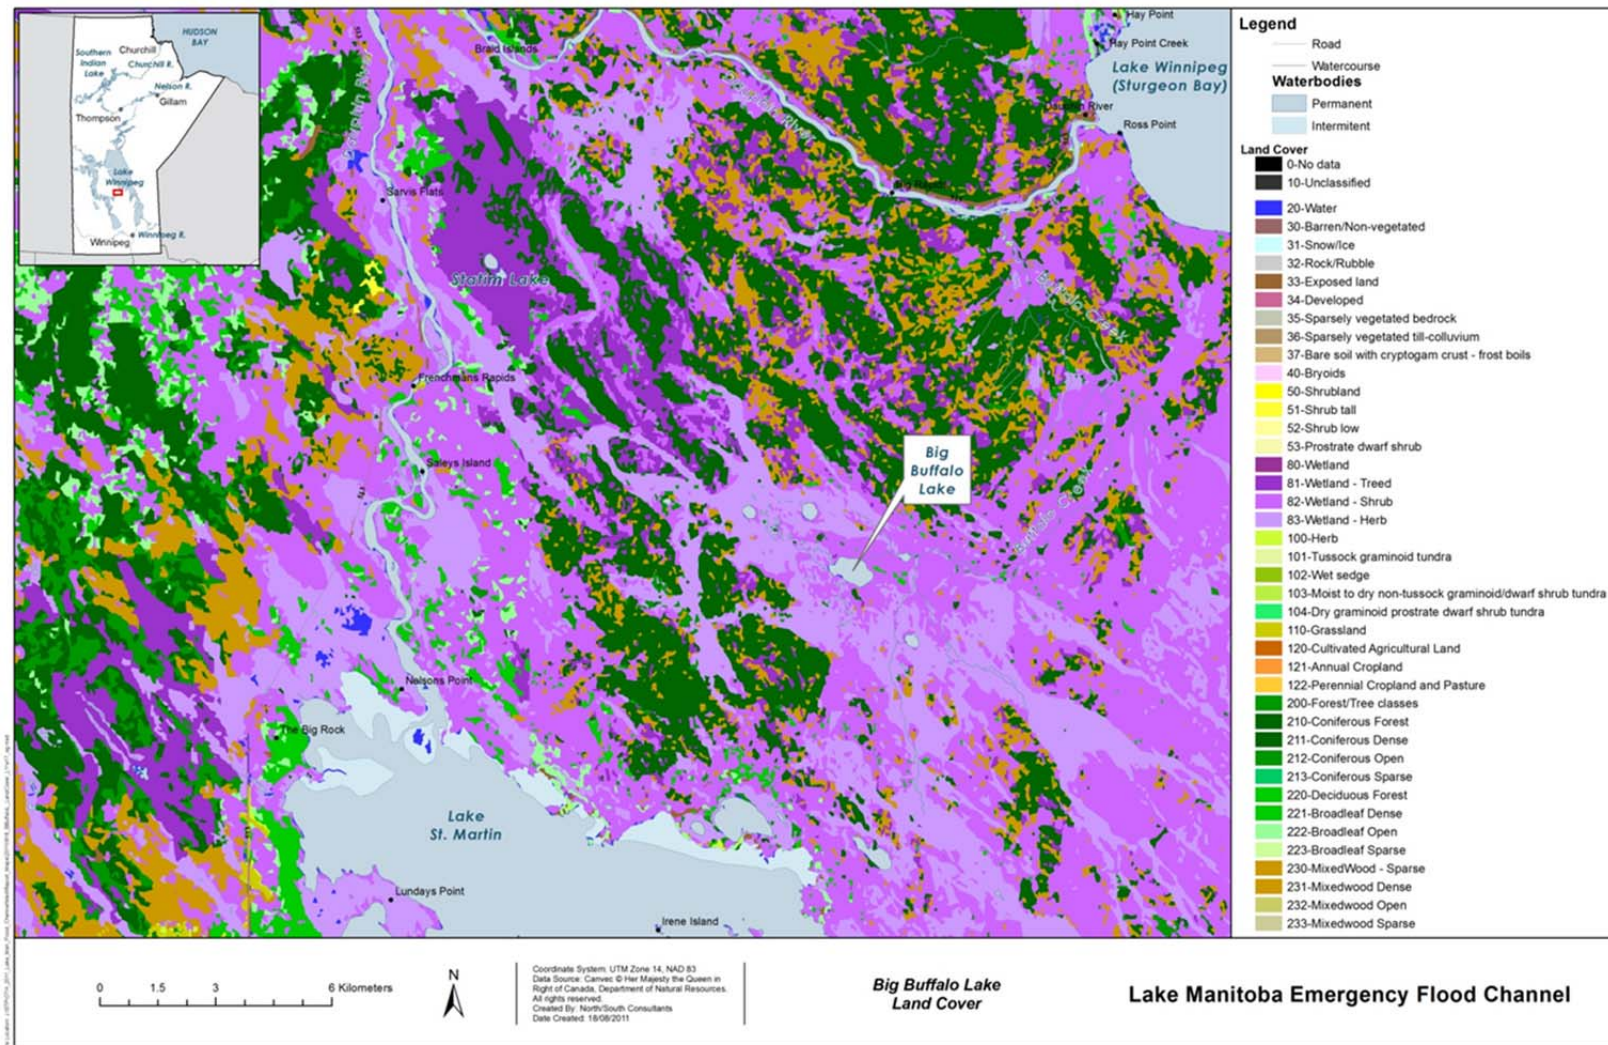 HUDSON
BAY
Southern
Indian
Lake
Churchill
Churchill R.
Nelson R.
Gillam
Thompson
Lake
Winnipeg
Winnipeg
Winnipeg R.
Braid Islands
Hay Point
Hay Point Creek
Lake Winnipeg
(Sturgeon Bay)
Dauphin River
Dauphin River
Dauphin River
Ross Point
Big Rapids
Sarvis Flats
Statim Lake
Buffalo Creek
Frenchmans Rapids
Saleys Island
Big
Buffalo
Lake
Buffalo Creek
Nelsons Point
The Big Rock
Lake
St. Martin
Lundays Point
Irene Island
Legend
Road
Watercourse
Waterbodies
Permanent
Intermitent
Land Cover
0-No data
10-Unclassified
20-Water
30-Barren/Non-vegetated
31-Snow/Ice
32-Rock/Rubble
33-Exposed land
34-Developed
35-Sparsely vegetated bedrock
36-Sparsely vegetated till-colluvium
37-Bare soil with cryptogam crust - frost boils
40-Bryoids
50-Shrubland
51-Shrub tall
52-Shrub low
53-Prostrate dwarf shrub
80-Wetland
81-Wetland - Treed
82-Wetland - Shrub
83-Wetland - Herb
100-Herb
101-Tussock graminoid tundra
102-Wet sedge
103-Moist to dry non-tussock graminoid/dwarf shrub tundra
104-Dry graminoid prostrate dwarf shrub tundra
110-Grassland
120-Cultivated Agricultural Land
121-Annual Cropland
122-Perennial Cropland and Pasture
200-Forest/Tree classes
210-Coniferous Forest
211-Coniferous Dense
212-Coniferous Open
213-Coniferous Sparse
220-Deciduous Forest
221-Broadleaf Dense
222-Broadleaf Open
223-Broadleaf Sparse
230-MixedWood - Sparse
231-Mixedwood Dense
232-Mixedwood Open
233-Mixedwood Sparse
0 1.5 3 6 Kilometers
N
Coordinate System: UTM Zone 14, NAD 83
Data Source: Canvec © Her Majesty the Queen in
Right of Canada, Department of Natural Resources.
All rights reserved.
Created By: North/South Consultants
Date Created: 18/08/2011
Big Buffalo Lake
Land Cover
Lake Manitoba Emergency Flood Channel